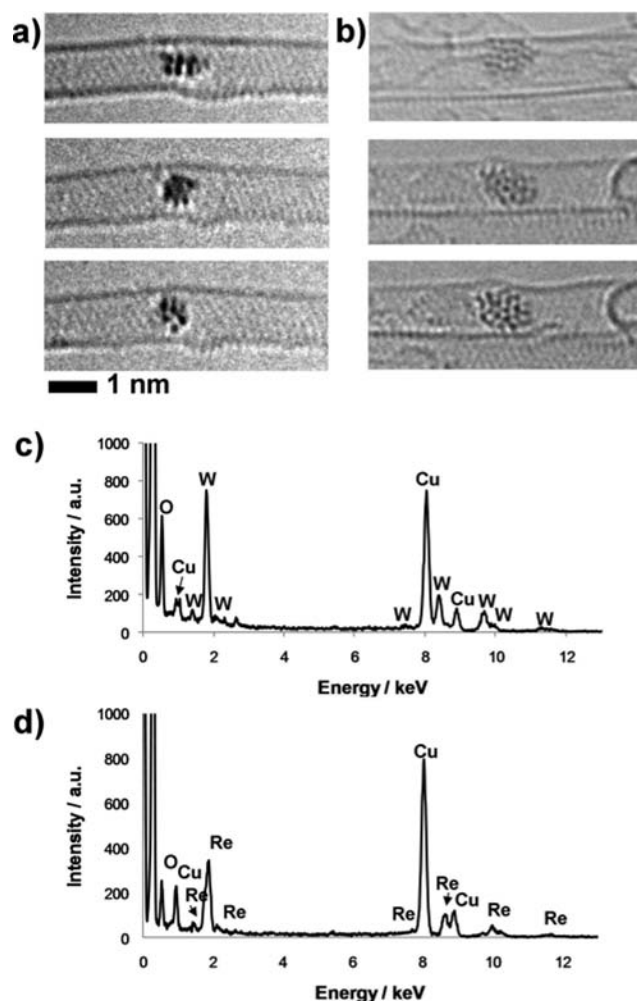 a) b)
1 nm
c)
1000
800
600
400
200
0
Intensity / a.u.
O
Cu
W
W
W
Cu
W
W
Cu
W
W
W
0 2 4 6 8 10 12
Energy / keV
d)
1000
800
600
400
200
0
Intensity / a.u.
O
Cu
Re
Re
Re
Cu
Re
Re
Cu
Re
Re
0 2 4 6 8 10 12
Energy / keV